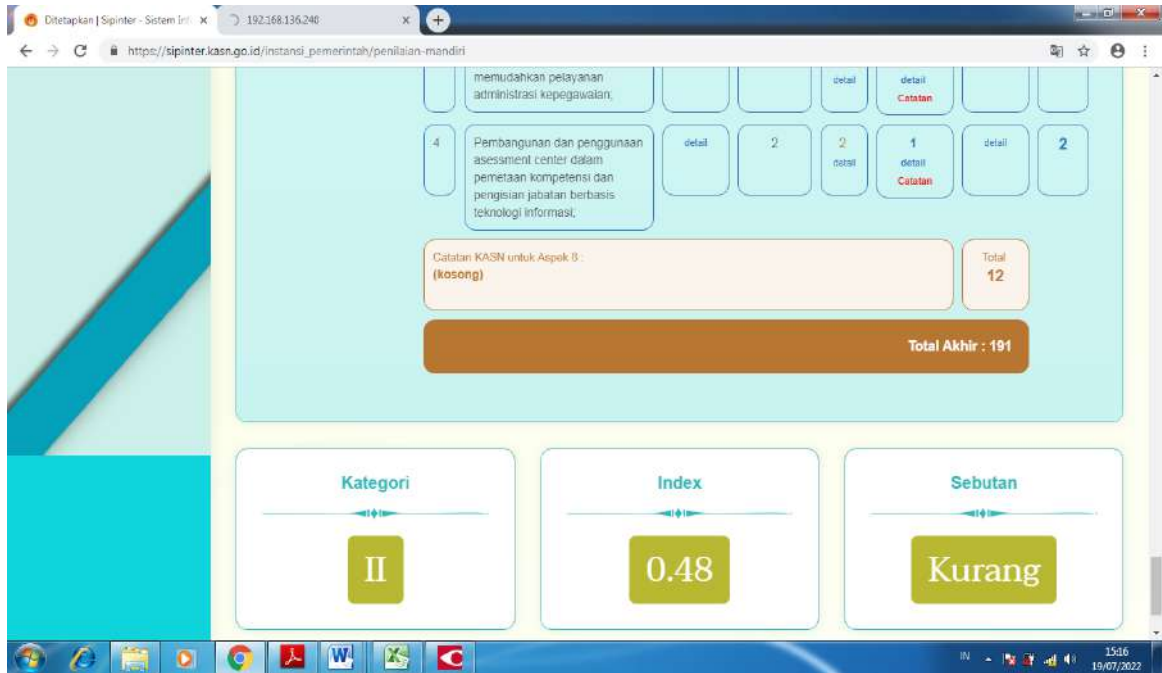 Ditetapkan | Sipinter - Sistem Inf
192.168.136.240
https://sipinter.kasn.go.id/instansi_pemerintah/penilaian-mandiri
memudahkan pelayanan
administrasi kepegawaian;
detail
detail
Catatan
4
Pembangunan dan penggunaan
asessment center dalam
pemetaan kompetensi dan
pengisian jabatan berbasis
teknologi informasi;
detail
2
2
detail
1
detail
Catatan
detail
2
Catatan KASN untuk Aspek 8 :
(kosong)
Total
12
Total Akhir : 191
Kategori
II
Index
0.48
Sebutan
Kurang
IN
15:16
19/07/2022